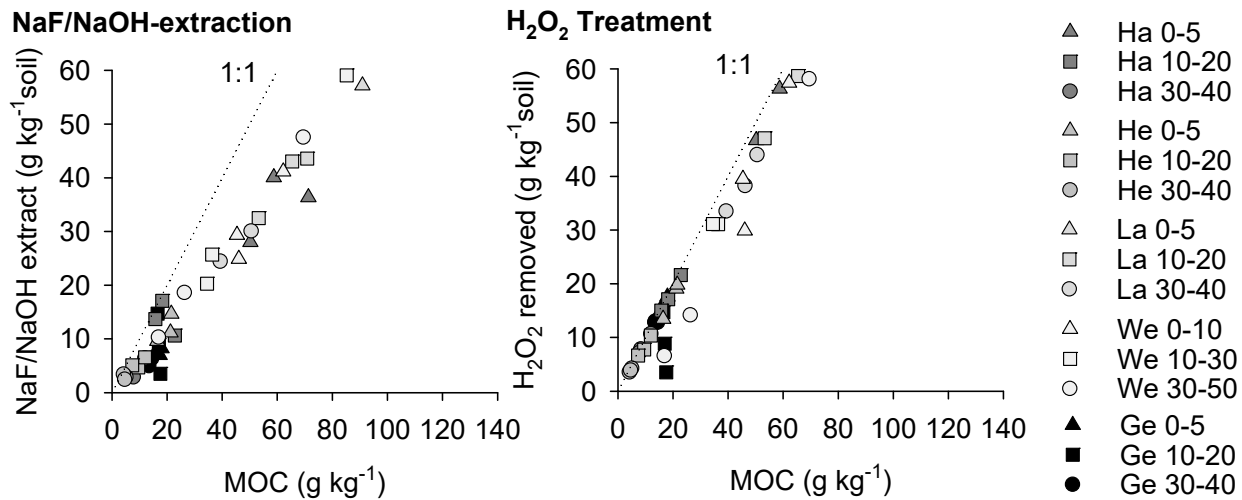 NaF/NaOH-extraction
NaF/NaOH extract (g kg⁻¹soil)
60
50
40
30
20
10
0
1:1
0 20 40 60 80 100 120 140
MOC (g kg⁻¹)
H₂O₂ Treatment
H₂O₂ removed (g kg⁻¹soil)
60
50
40
30
20
10
0
1:1
0 20 40 60 80 100 120 140
MOC (g kg⁻¹)
Ha 0-5
Ha 10-20
Ha 30-40
He 0-5
He 10-20
He 30-40
La 0-5
La 10-20
La 30-40
We 0-10
We 10-30
We 30-50
Ge 0-5
Ge 10-20
Ge 30-40